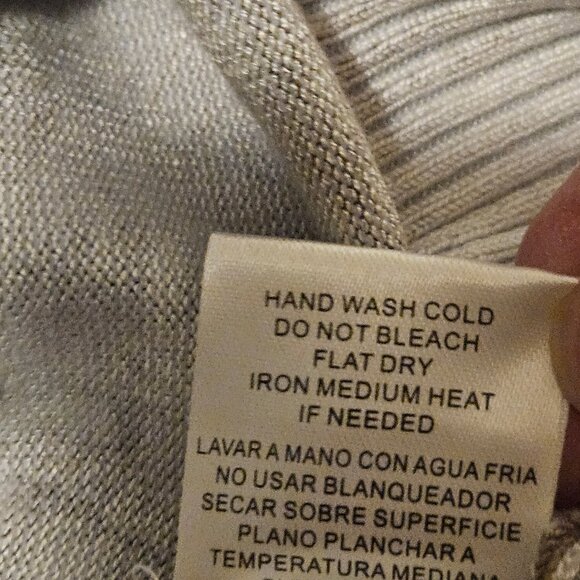 HAND WASH COLD
DO NOT BLEACH
FLAT DRY
IRON MEDIUM HEAT
IF NEEDED
LAVAR A MANO CON AGUA FRIA
NO USAR BLANQUEADOR
SECAR SOBRE SUPERFICIE
PLANO PLANCHAR A
TEMPERATURA MEDIANA